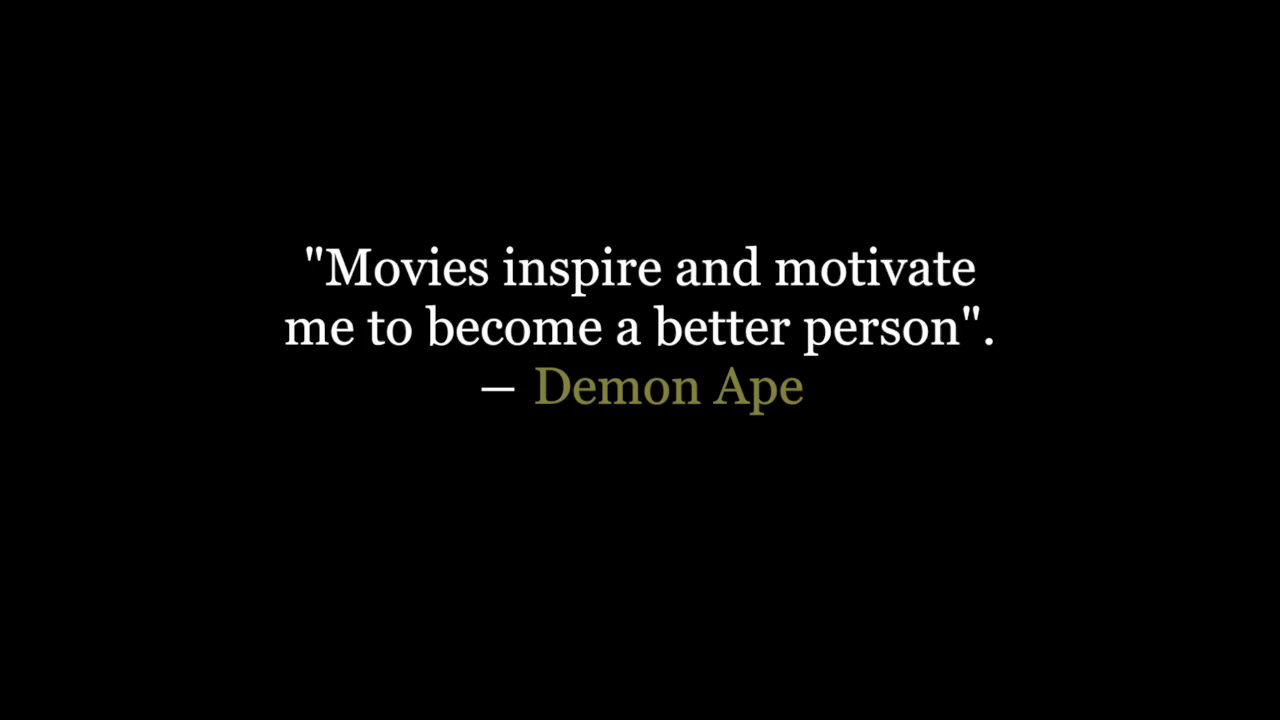 "Movies inspire and motivate
me to become a better person".
— Demon Ape